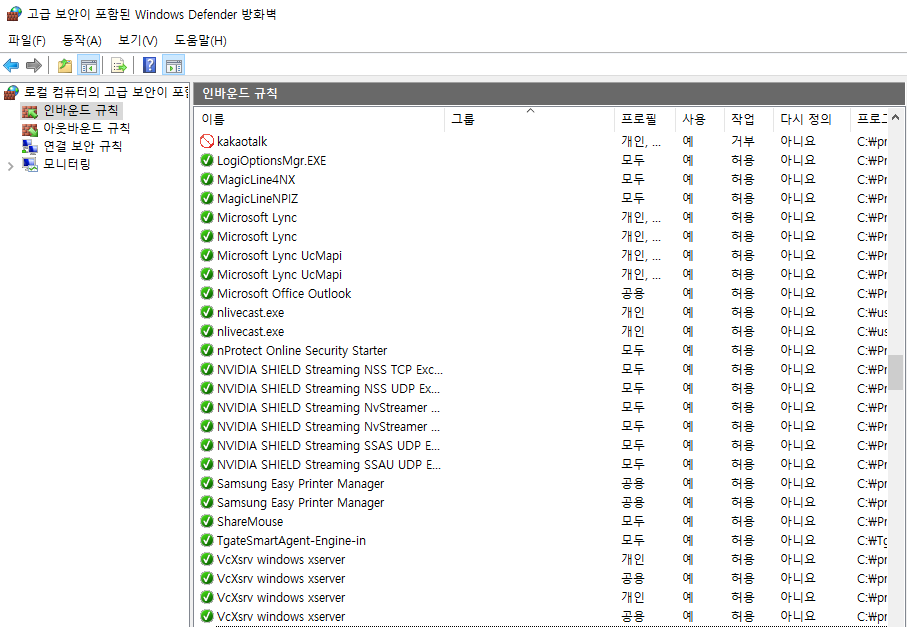 고급 보안이 포함된 Windows Defender 방화벽
파일(F) 동작(A) 보기(V) 도움말(H)
로컬 컴퓨터의 고급 보안이 포함
인바운드 규칙
아웃바운드 규칙
연결 보안 규칙
모니터링
인바운드 규칙
이름 그룹 프로필 사용 작업 다시 정의 프로그
kakaotalk 개인, ... 예 거부 아니요 C:₩pr
LogiOptionsMgr.EXE 모두 예 허용 아니요 C:₩Pr
MagicLine4NX 모두 예 허용 아니요 C:₩Pr
MagicLineNPIZ 모두 예 허용 아니요 C:₩Pr
Microsoft Lync 개인, ... 예 허용 아니요 C:₩Pr
Microsoft Lync 개인, ... 예 허용 아니요 C:₩Pr
Microsoft Lync UcMapi 개인, ... 예 허용 아니요 C:₩Pr
Microsoft Lync UcMapi 개인, ... 예 허용 아니요 C:₩Pr
Microsoft Office Outlook 공용 예 허용 아니요 C:₩Pr
nlivecast.exe 개인 예 허용 아니요 C:₩us
nlivecast.exe 개인 예 허용 아니요 C:₩us
nProtect Online Security Starter 모두 예 허용 아니요 C:₩Pr
NVIDIA SHIELD Streaming NSS TCP Exc... 모두 예 허용 아니요 C:₩Pr
NVIDIA SHIELD Streaming NSS UDP Ex... 모두 예 허용 아니요 C:₩Pr
NVIDIA SHIELD Streaming NvStreamer ... 모두 예 허용 아니요 C:₩Pr
NVIDIA SHIELD Streaming NvStreamer ... 모두 예 허용 아니요 C:₩Pr
NVIDIA SHIELD Streaming SSAS UDP E... 모두 예 허용 아니요 C:₩Pr
NVIDIA SHIELD Streaming SSAU UDP E... 모두 예 허용 아니요 C:₩Pr
Samsung Easy Printer Manager 공용 예 허용 아니요 C:₩pr
Samsung Easy Printer Manager 공용 예 허용 아니요 C:₩pr
ShareMouse 모두 예 허용 아니요 C:₩Pr
TgateSmartAgent-Engine-in 모두 예 허용 아니요 C:₩Tg
VcXsrv windows xserver 개인 예 허용 아니요 C:₩pr
VcXsrv windows xserver 공용 예 허용 아니요 C:₩pr
VcXsrv windows xserver 개인 예 허용 아니요 C:₩pr
VcXsrv windows xserver 공용 예 허용 아니요 C:₩pr